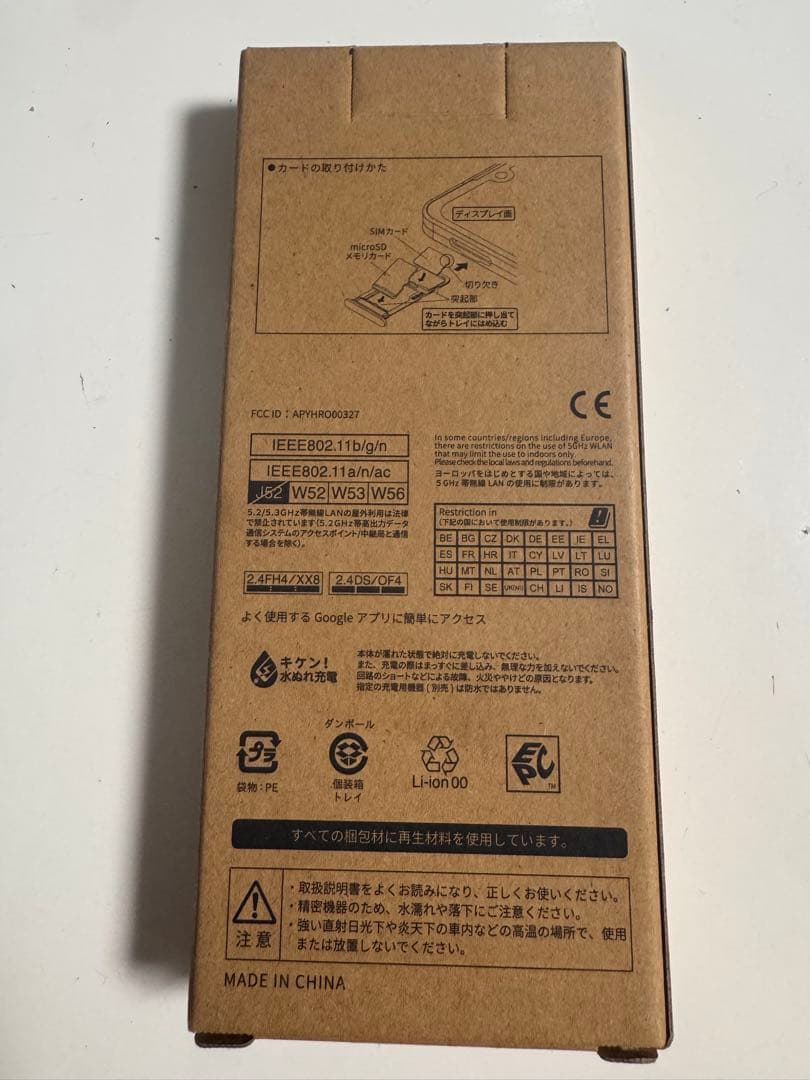 ●カードの取り付けかた
ディスプレイ面
SIMカード
microSD
メモリカード
切り欠き
突起部
カードを突起部に押し当て
ながらトレイにはめ込む
CE
FCC ID：APYHRO00327
IEEE802.11b/g/n
IEEE802.11a/n/ac
J52 W52 W53 W56
5.2/5.3GHz帯無線LANの屋外利用は法律
で禁止されています(5.2GHz帯高出力データ
通信システムのアクセスポイント/中継局と通信
する場合を除く)。
2.4FH4/XX8 2.4DS/OF4
In some countries/regions including Europe,
there are restrictions on the use of 5GHz WLAN
that may limit the use to indoors only.
Please check the local laws and regulations beforehand.
ヨーロッパをはじめとする国や地域によっては、
5GHz帯無線LANの使用に制限があります。
Restriction in
(下記の国において使用制限があります。)
BE BG CZ DK DE EE IE EL
ES FR HR IT CY LV LT LU
HU MT NL AT PL PT RO SI
SK FI SE UK(NI) CH LI IS NO
よく使用する Google アプリに簡単にアクセス
キケン！
水ぬれ充電
本体が濡れた状態で絶対に充電しないでください。
また、充電の際はまっすぐに差し込み、無理な力を加えないでください。
回路のショートなどによる故障、火災ややけどの原因となります。
指定の充電用機器(別売)は防水ではありません。
プラ
袋物：PE
ダンボール
個装箱
トレイ
Li-ion 00
EPC
TM
すべての梱包材に再生材料を使用しています。
注意
・取扱説明書をよくお読みになり、正しくお使いください。
・精密機器のため、水濡れや落下にご注意ください。
・強い直射日光下や炎天下の車内などの高温の場所で、使用
または放置しないでください。
MADE IN CHINA